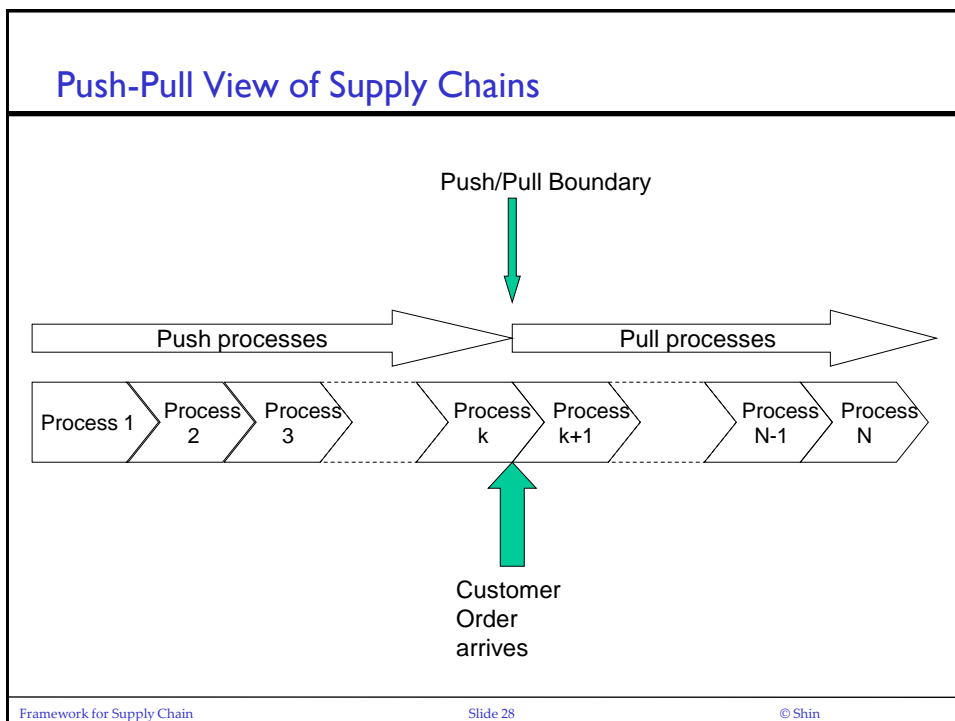 Push-Pull View of Supply Chains
Push/Pull Boundary
Push processes
Pull processes
Process 1
Process
2
Process
3
Process
k
Process
k+1
Process
N-1
Process
N
Customer
Order
arrives
Framework for Supply Chain
Slide 28
© Shin